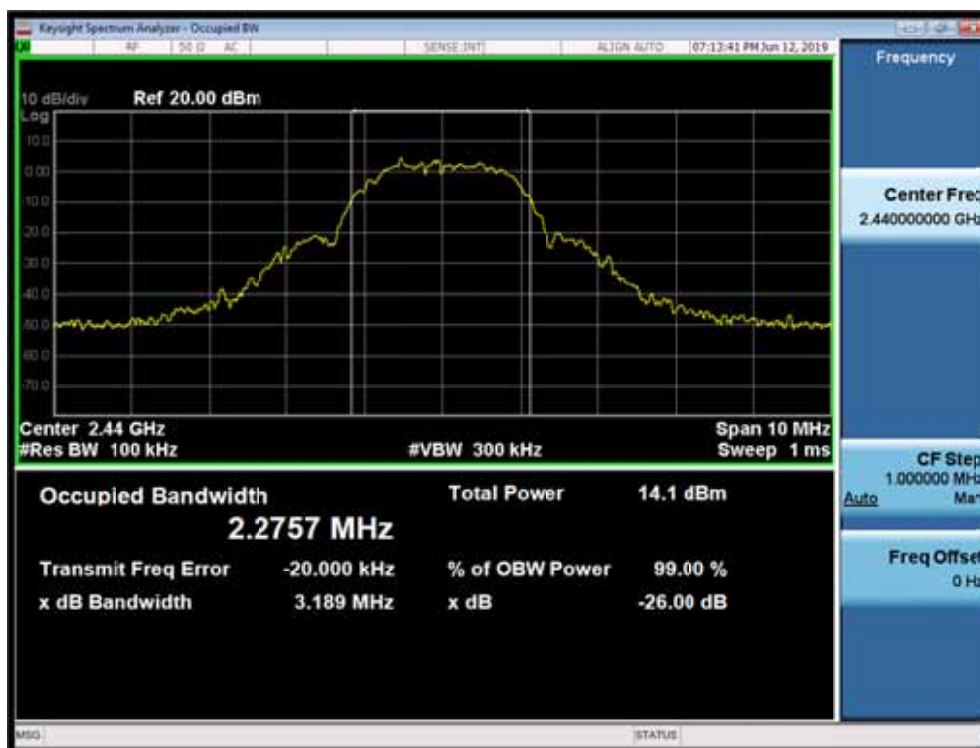 Keysight Spectrum Analyzer - Occupied BW
RF 50 Ω AC SENSE:INT ALIGN AUTO 07:13:41 PM Jun 12, 2019
Frequency
10 dB/div Ref 20.00 dBm
Log
10.0
0.00
-10.0
-20.0
-30.0
-40.0
-50.0
-60.0
-70.0
Center 2.44 GHz Span 10 MHz
#Res BW 100 kHz #VBW 300 kHz Sweep 1 ms
Center Freq
2.440000000 GHz
CF Step
1.000000 MHz
Auto Man
Freq Offset
0 Hz
Occupied Bandwidth Total Power 14.1 dBm
2.2757 MHz
Transmit Freq Error -20.000 kHz % of OBW Power 99.00 %
x dB Bandwidth 3.189 MHz x dB -26.00 dB
MSG STATUS